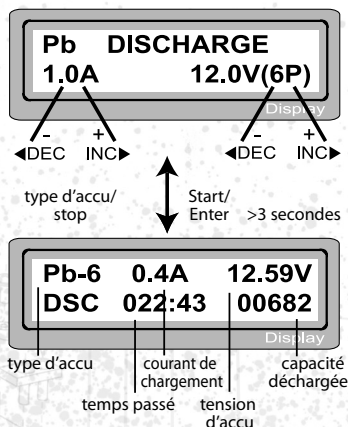 Pb DISCHARGE
1.0A 12.0V(6P)
Display
- + - +
◀DEC INC▶ ◀DEC INC▶
type d'accu/ Start/
stop Enter >3 secondes
Pb-6 0.4A 12.59V
DSC 022:43 00682
Display
type d'accu courant de capacité
chargement déchargée
temps passé tension
d'accu